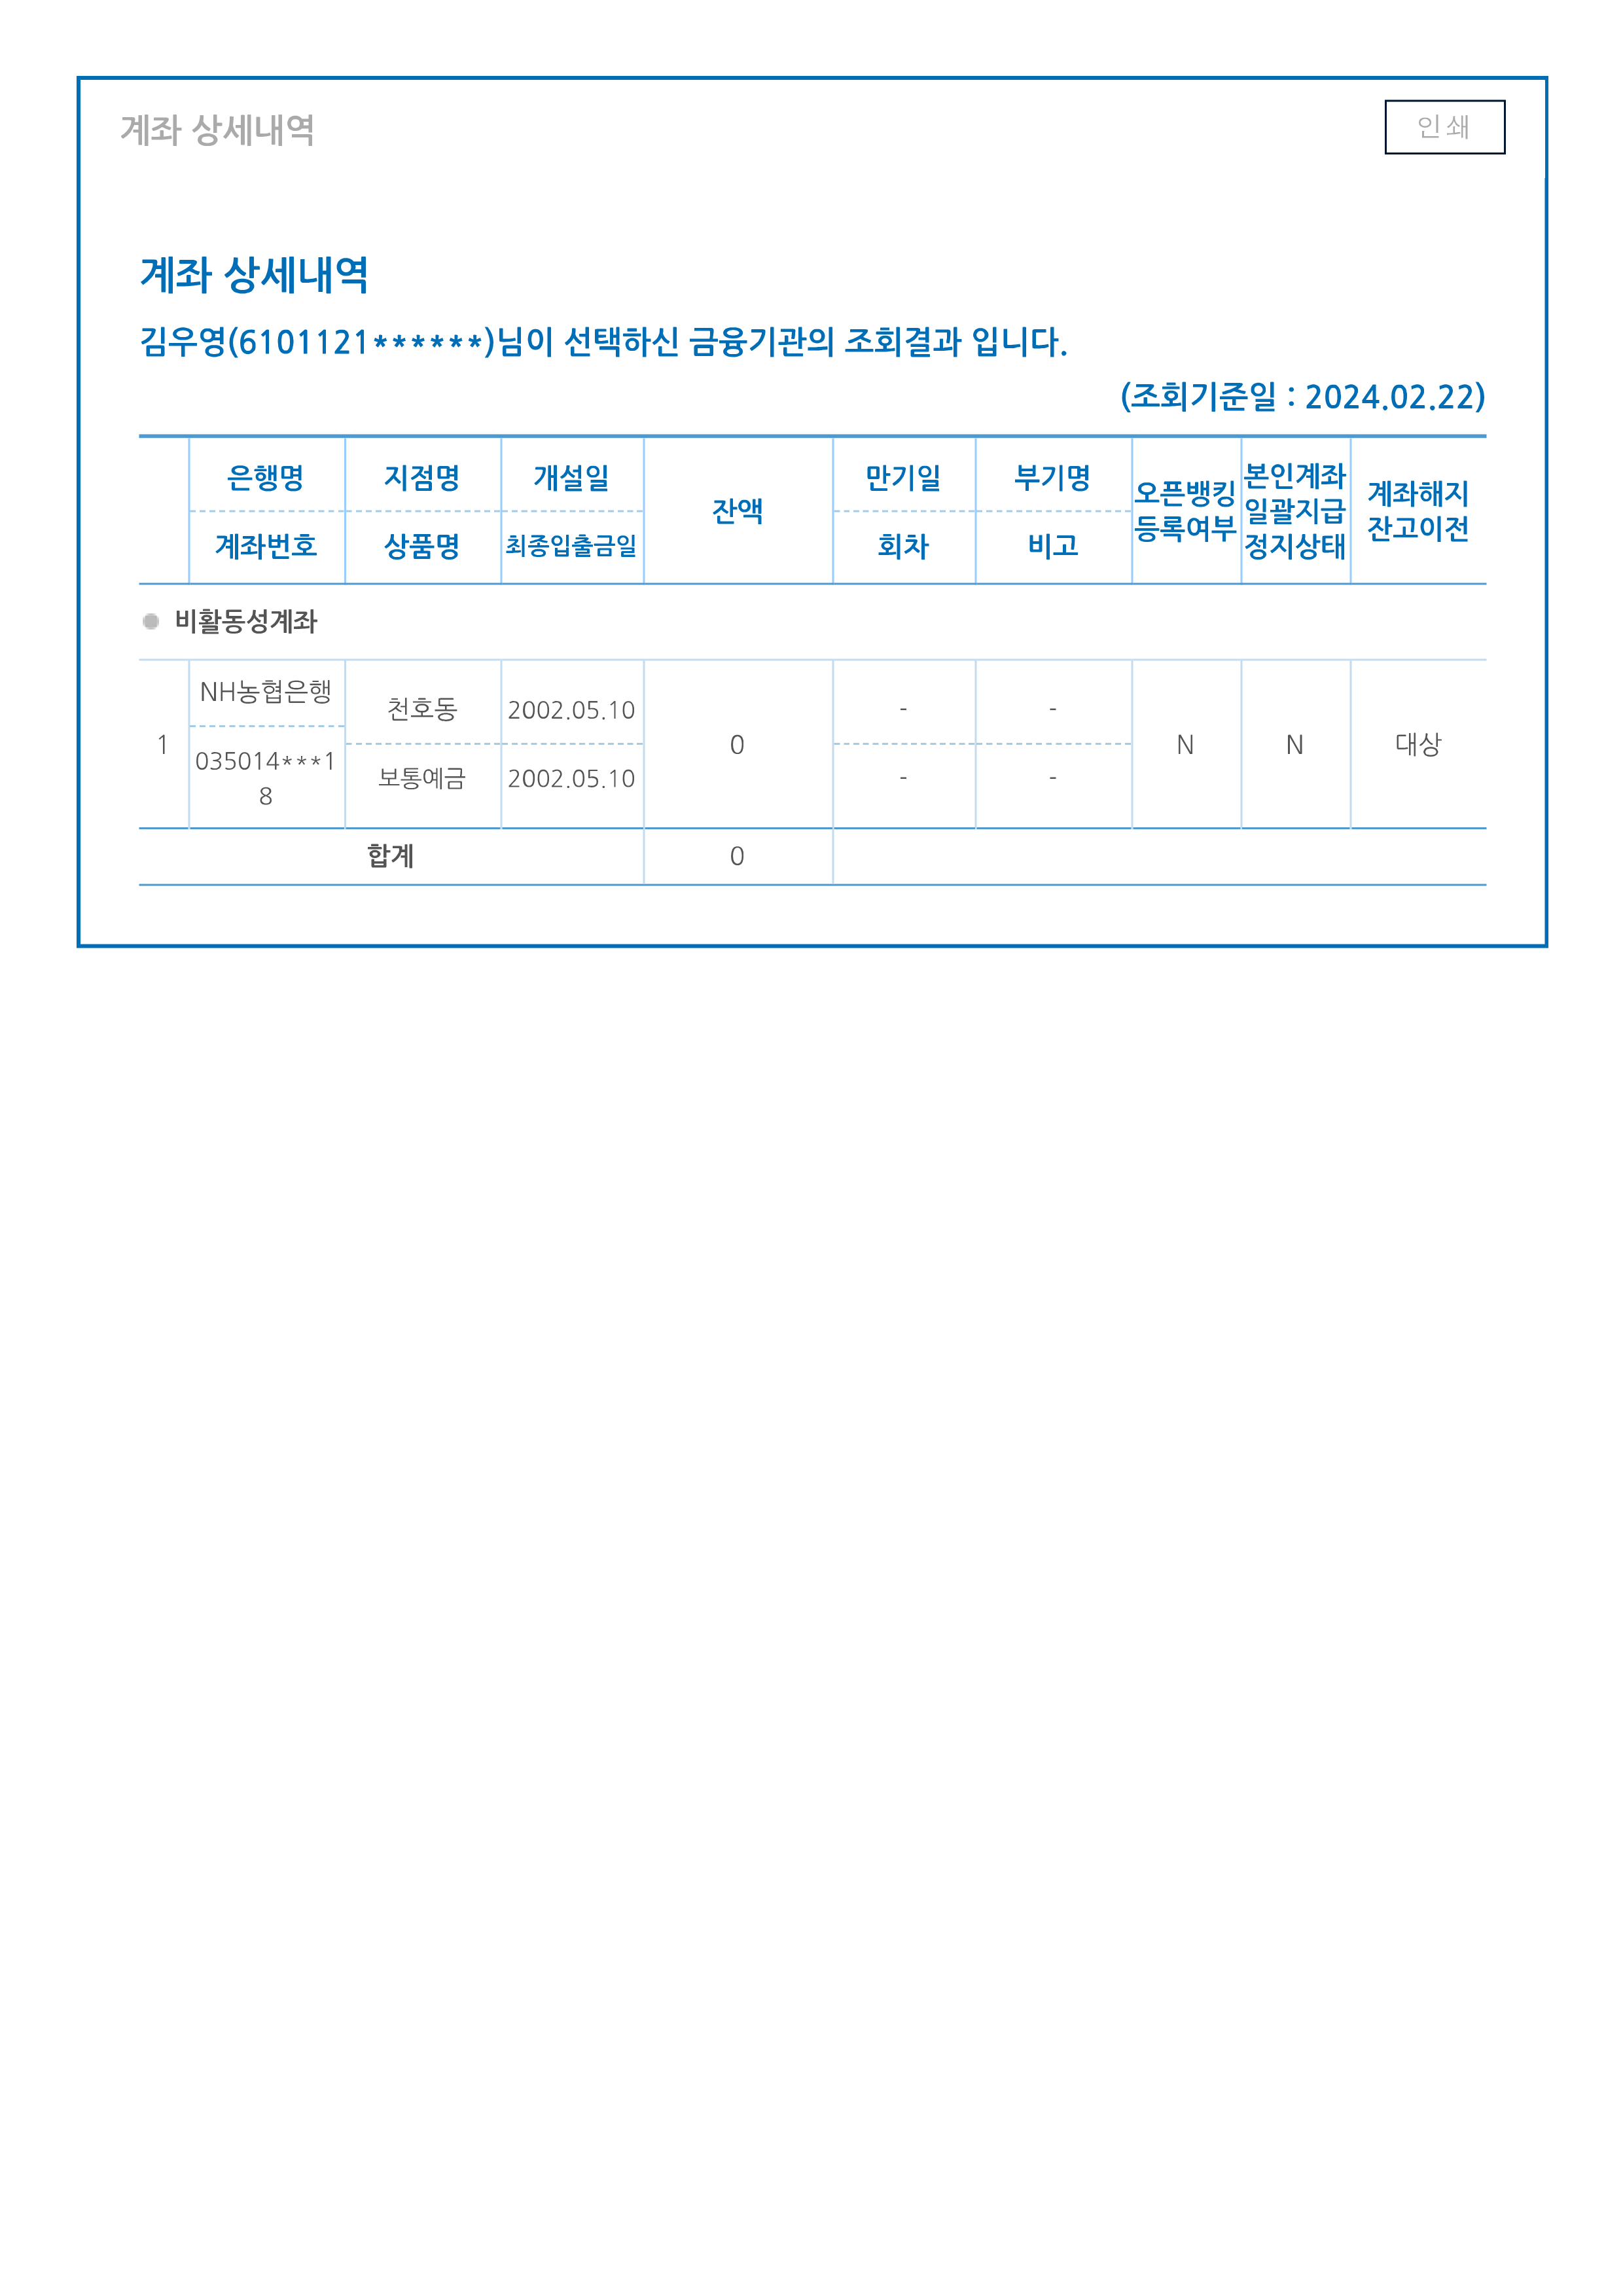 계좌 상세내역
인쇄
계좌 상세내역
김우영(6101121******)님이 선택하신 금융기관의 조회결과 입니다.
(조회기준일 : 2024.02.22)
은행명 지점명 개설일 잔액 만기일 부기명 오픈뱅킹 본인계좌 계좌해지
등록여부 일괄지급 잔고이전
정지상태
계좌번호 상품명 최종입출금일 회차 비고
비활동성계좌
1 NH농협은행 천호동 2002.05.10 0 - - N N 대상
035014***1 보통예금 2002.05.10 - -
8
합계 0